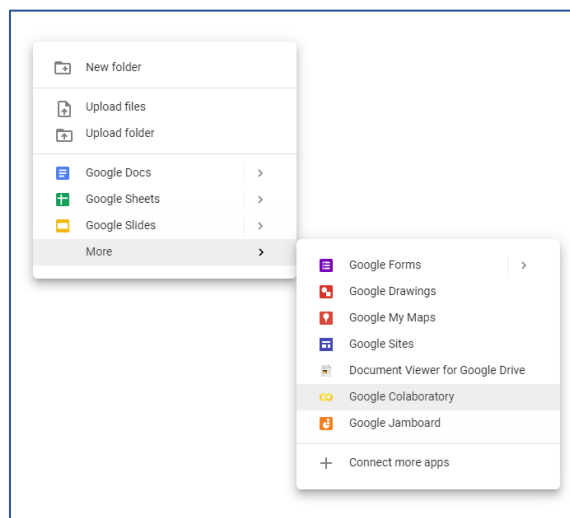 New folder
Upload files
Upload folder
Google Docs
Google Sheets
Google Slides
More
Google Forms
Google Drawings
Google My Maps
Google Sites
Document Viewer for Google Drive
Google Colaboratory
Google Jamboard
Connect more apps